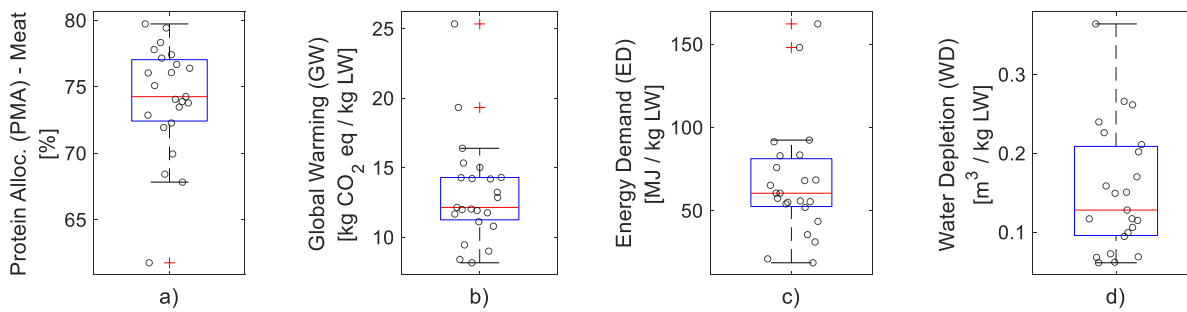 Protein Alloc. (PMA) - Meat
[%]
80
75
70
65
a)
Global Warming (GW)
[kg CO2 eq / kg LW]
25
20
15
10
b)
Energy Demand (ED)
[MJ / kg LW]
150
100
50
c)
Water Depletion (WD)
[m3 / kg LW]
0.3
0.2
0.1
d)